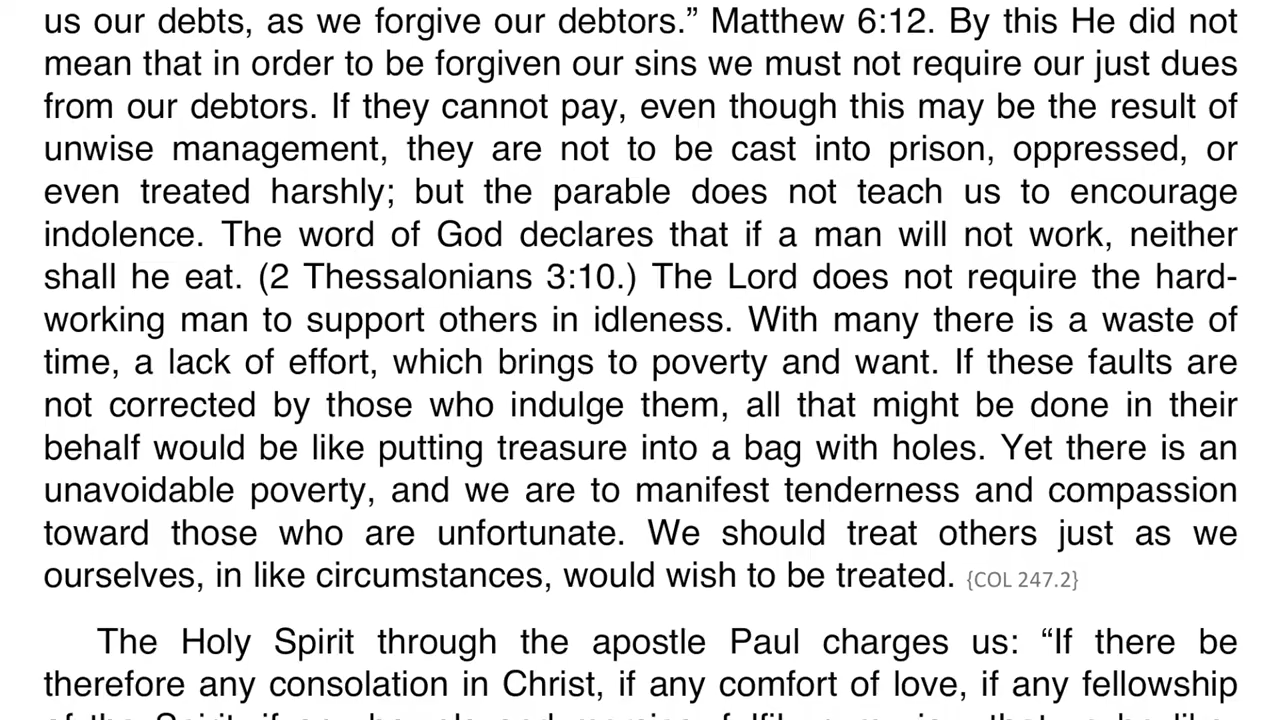 us our debts, as we forgive our debtors.” Matthew 6:12. By this He did not
mean that in order to be forgiven our sins we must not require our just dues
from our debtors. If they cannot pay, even though this may be the result of
unwise management, they are not to be cast into prison, oppressed, or
even treated harshly; but the parable does not teach us to encourage
indolence. The word of God declares that if a man will not work, neither
shall he eat. (2 Thessalonians 3:10.) The Lord does not require the hard-
working man to support others in idleness. With many there is a waste of
time, a lack of effort, which brings to poverty and want. If these faults are
not corrected by those who indulge them, all that might be done in their
behalf would be like putting treasure into a bag with holes. Yet there is an
unavoidable poverty, and we are to manifest tenderness and compassion
toward those who are unfortunate. We should treat others just as we
ourselves, in like circumstances, would wish to be treated. {COL 247.2}
The Holy Spirit through the apostle Paul charges us: “If there be
therefore any consolation in Christ, if any comfort of love, if any fellowship